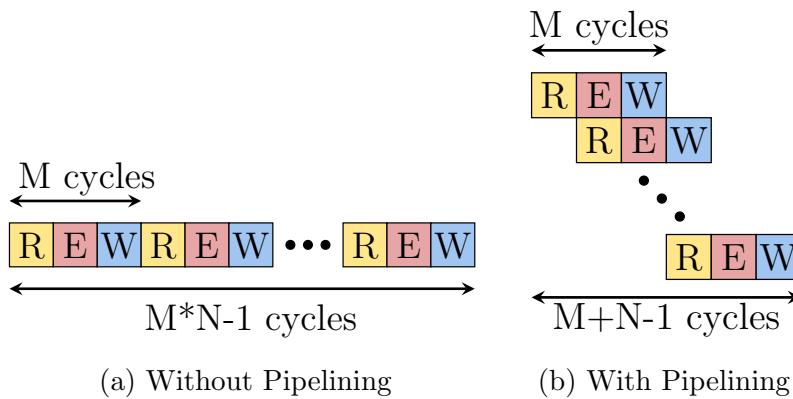 M cycles
R E W R E W ••• R E W
M*N-1 cycles
(a) Without Pipelining
M cycles
R E W
R E W
R E W
M+N-1 cycles
(b) With Pipelining